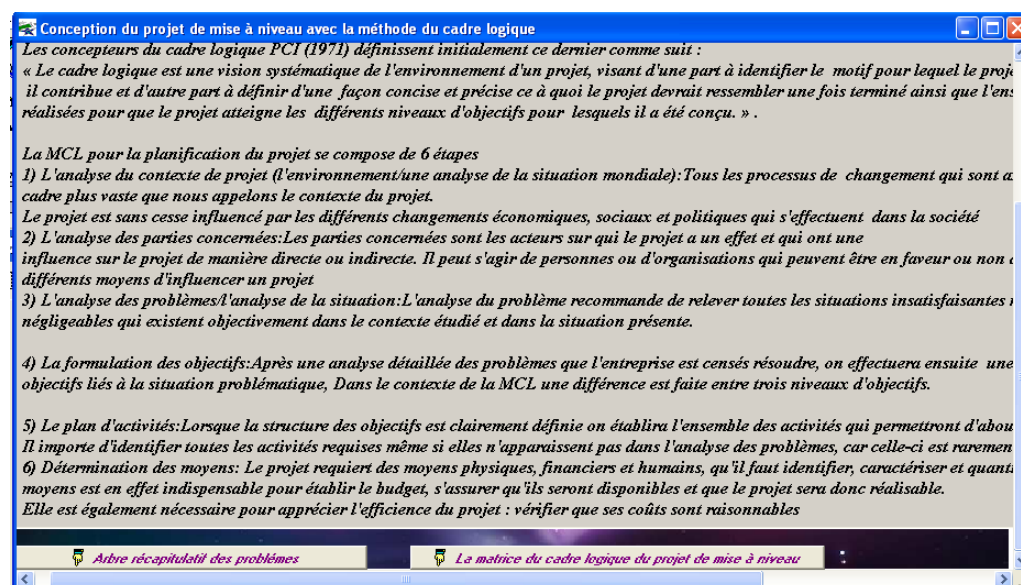 Conception du projet de mise à niveau avec la méthode du cadre logique
Les concepteurs du cadre logique PCI (1971) définissent initialement ce dernier comme suit :
« Le cadre logique est une vision systématique de l'environnement d'un projet, visant d'une part à identifier le motif pour lequel le proje
il contribue et d'autre part à définir d'une façon concise et précise ce à quoi le projet devrait ressembler une fois terminé ainsi que l'ens
réalisées pour que le projet atteigne les différents niveaux d'objectifs pour lesquels il a été conçu. » .
La MCL pour la planification du projet se compose de 6 étapes
1) L'analyse du contexte de projet (l'environnement/une analyse de la situation mondiale):Tous les processus de changement qui sont a
cadre plus vaste que nous appelons le contexte du projet.
Le projet est sans cesse influencé par les différents changements économiques, sociaux et politiques qui s'effectuent dans la société
2) L'analyse des parties concernées:Les parties concernées sont les acteurs sur qui le projet a un effet et qui ont une
influence sur le projet de manière directe ou indirecte. Il peut s'agir de personnes ou d'organisations qui peuvent être en faveur ou non
différents moyens d'influencer un projet
3) L'analyse des problèmes/l'analyse de la situation:L'analyse du problème recommande de relever toutes les situations insatisfaisantes
négligeables qui existent objectivement dans le contexte étudié et dans la situation présente.
4) La formulation des objectifs:Après une analyse détaillée des problèmes que l'entreprise est censés résoudre, on effectuera ensuite une
objectifs liés à la situation problématique, Dans le contexte de la MCL une différence est faite entre trois niveaux d'objectifs.
5) Le plan d'activités:Lorsque la structure des objectifs est clairement définie on établira l'ensemble des activités qui permettront d'abou
Il importe d'identifier toutes les activités requises même si elles n'apparaissent pas dans l'analyse des problèmes, car celle-ci est raremen
6) Détermination des moyens: Le projet requiert des moyens physiques, financiers et humains, qu'il faut identifier, caractériser et quanti
moyens est en effet indispensable pour établir le budget, s'assurer qu'ils seront disponibles et que le projet sera donc réalisable.
Elle est également nécessaire pour apprécier l'efficience du projet : vérifier que ses coûts sont raisonnables
Arbre récapitulatif des problémes
La matrice du cadre logique du projet de mise à niveau